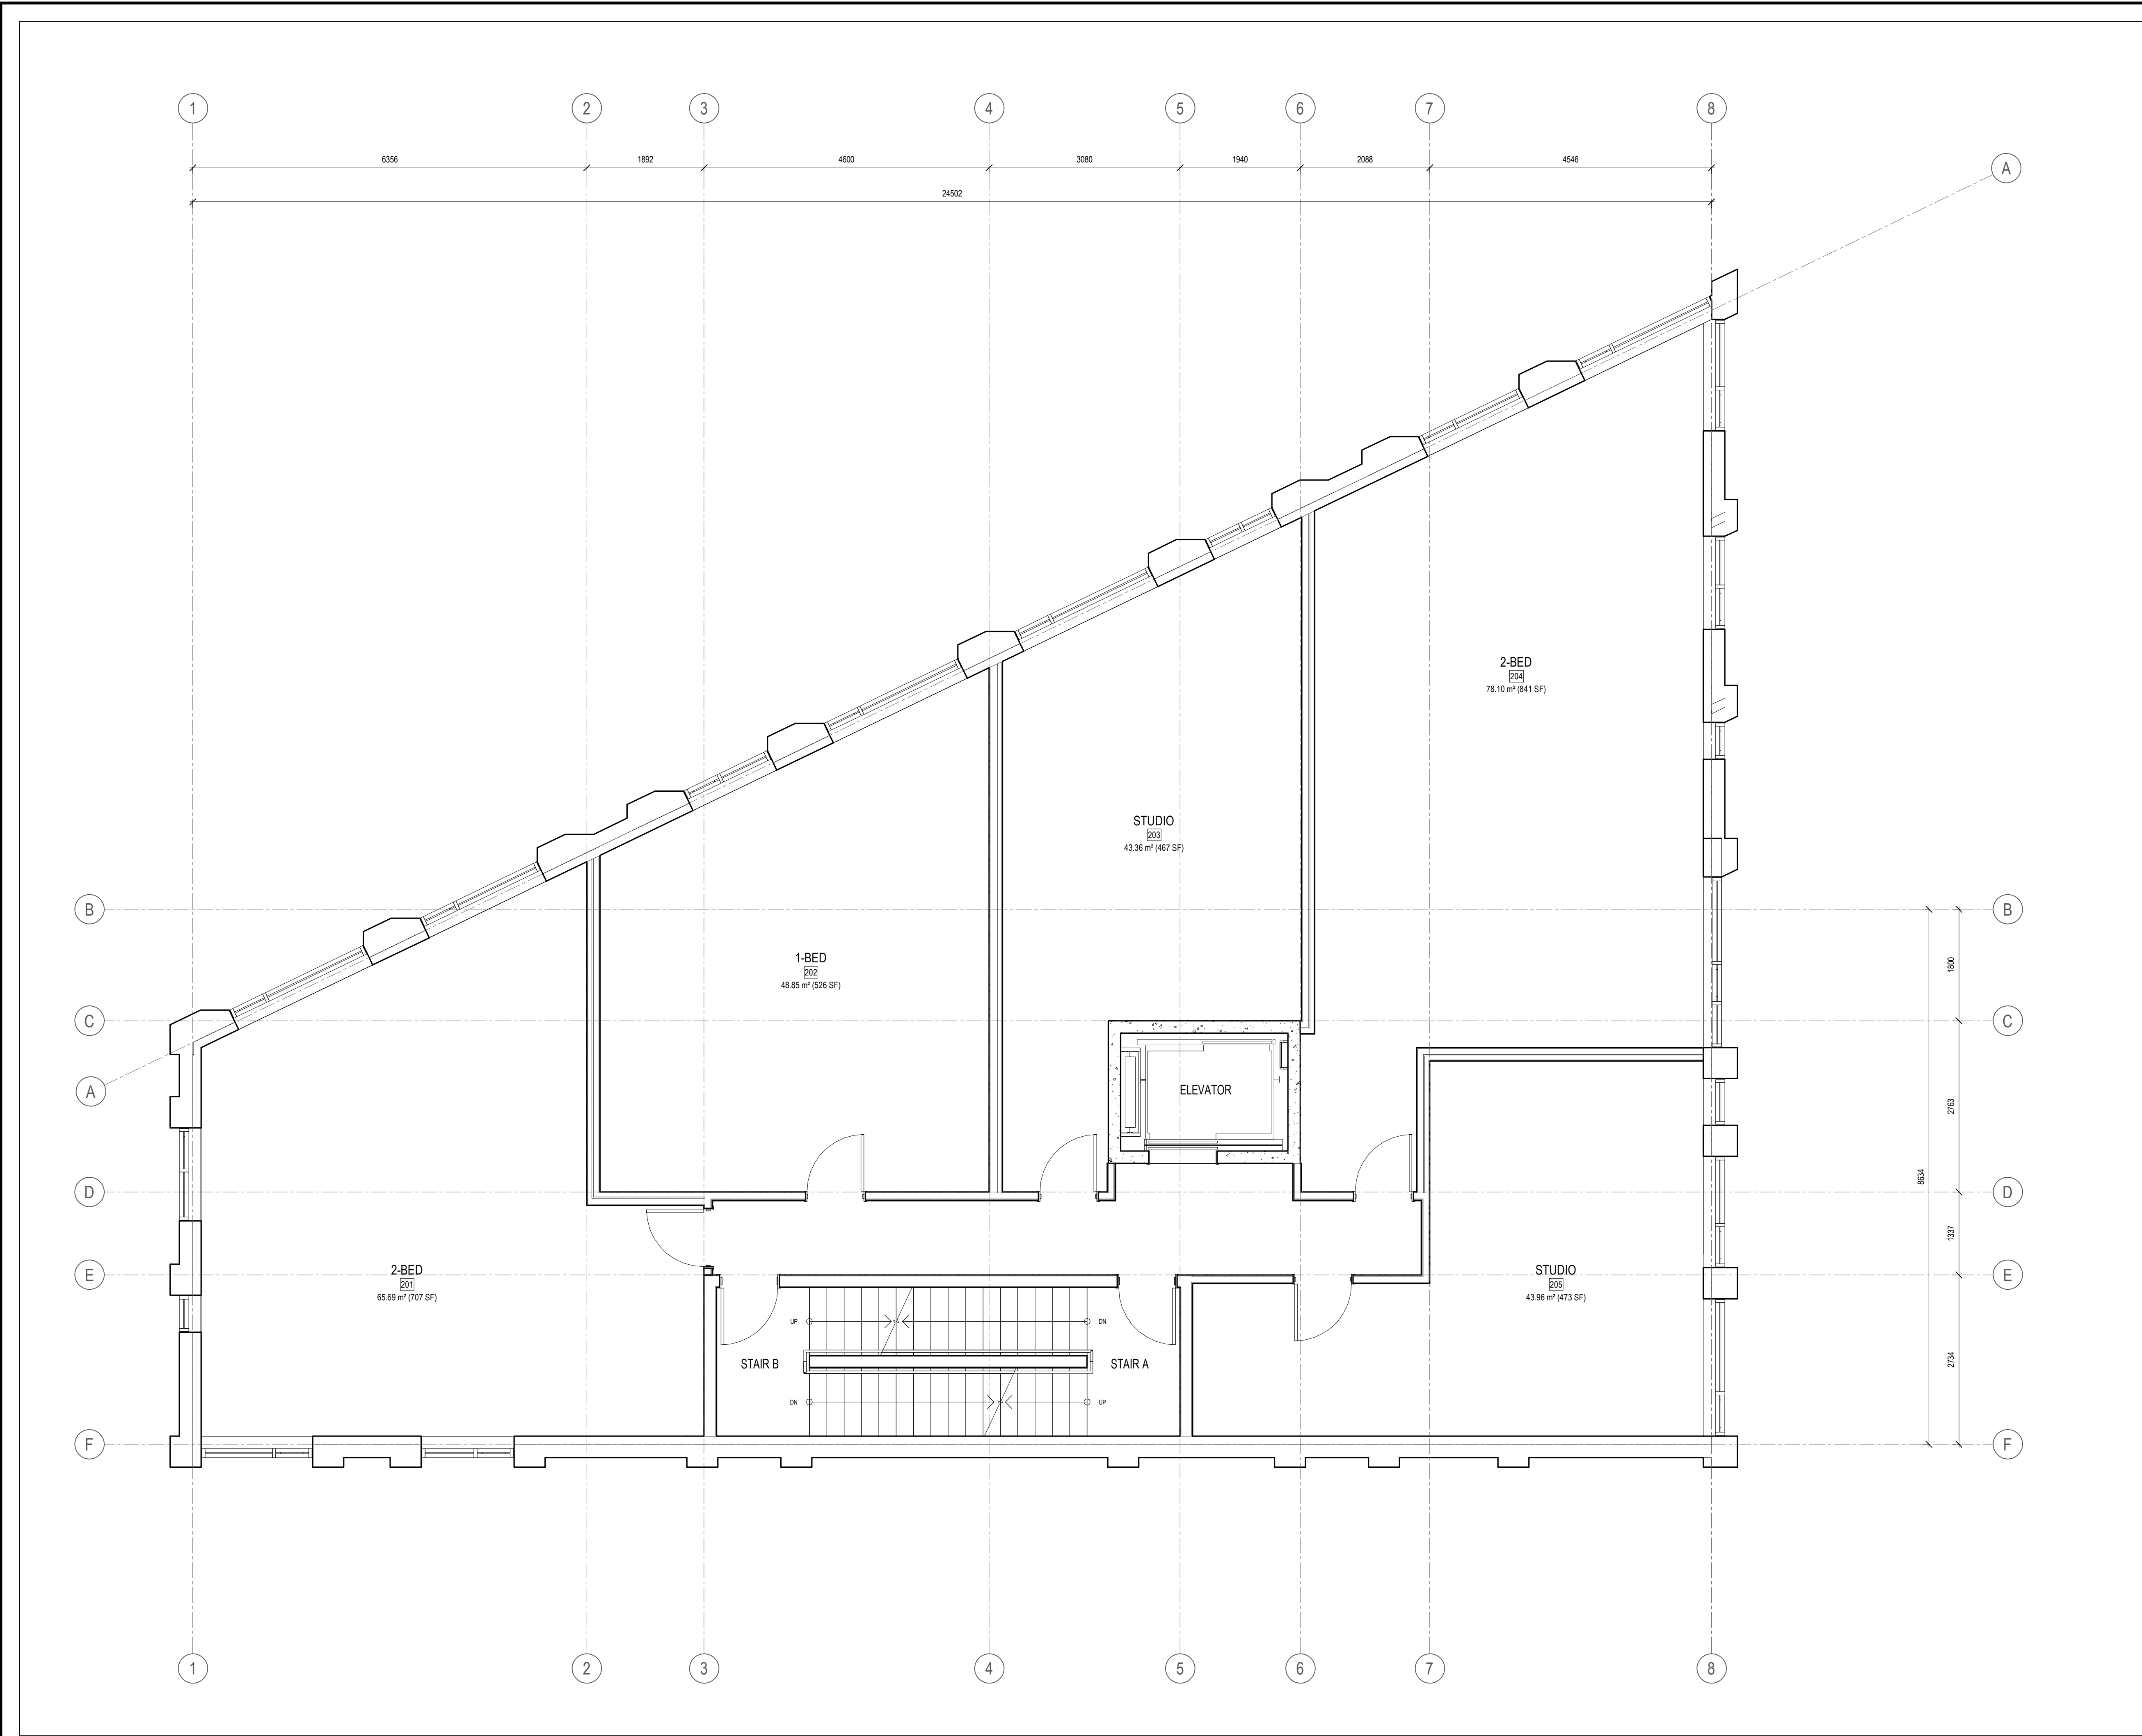 1 2 3 4 5 6 7 8
6356 1892 4600 3080 1940 2088 4546
A
24502
2-BED
204
78.10 m² (841 SF)
STUDIO
203
43.36 m² (467 SF)
B B
1-BED
202
48.85 m² (526 SF)
1800
C C
A
ELEVATOR
2763
8634
D D
1337
E E
2-BED
201
65.69 m² (707 SF)
STUDIO
205
43.96 m² (473 SF)
UP DN
STAIR B STAIR A
2734
DN UP
F F
1 2 3 4 5 6 7 8